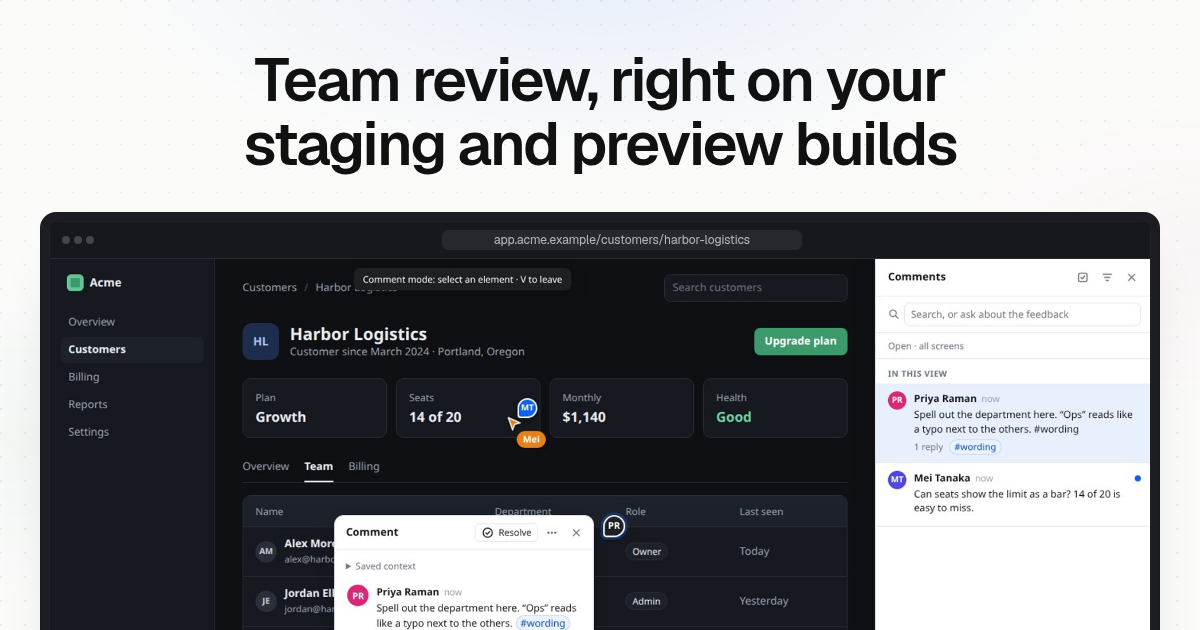 Team review, right on your
staging and preview builds
app.acme.example/customers/harbor-logistics
Acme
Overview
Customers
Billing
Reports
Settings
Comment mode: select an element · V to leave
Customers / Harbor
Search customers
HL
Harbor Logistics
Customer since March 2024 · Portland, Oregon
Upgrade plan
Plan
Growth
Seats
14 of 20
MT
Mei
Monthly
$1,140
Health
Good
Overview Team Billing
Name Department Role Last seen
PR
AM
Alex
Owner
Today
JE
Jordan
Admin
Yesterday
Comment
Resolve
Saved context
PR
Priya Raman now
Spell out the department here. “Ops” reads
like a typo next to the others. #wording
Comments
Search, or ask about the feedback
Open · all screens
IN THIS VIEW
PR
Priya Raman now
Spell out the department here. “Ops” reads like
a typo next to the others. #wording
1 reply #wording
MT
Mei Tanaka now
Can seats show the limit as a bar? 14 of 20 is
easy to miss.